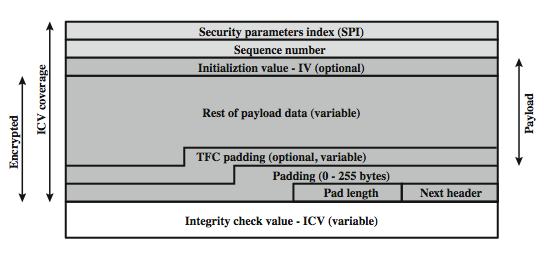 Security parameters index (SPI)
Sequence number
Initializtion value - IV (optional)
Rest of payload data (variable)
TFC padding (optional, variable)
Padding (0 - 255 bytes)
Pad length
Next header
Integrity check value - ICV (variable)
Encrypted
ICV coverage
Payload